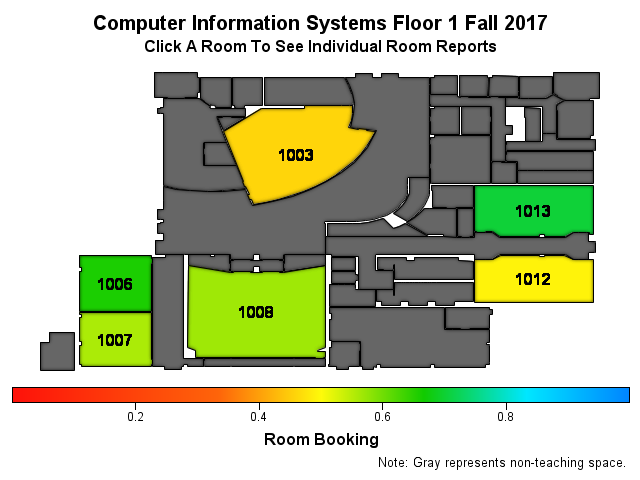 Computer Information Systems Floor 1 Fall 2017
Click A Room To See Individual Room Reports
1003
1013
1006
1012
1008
1007
0.2 0.4 0.6 0.8
Room Booking
Note: Gray represents non-teaching space.